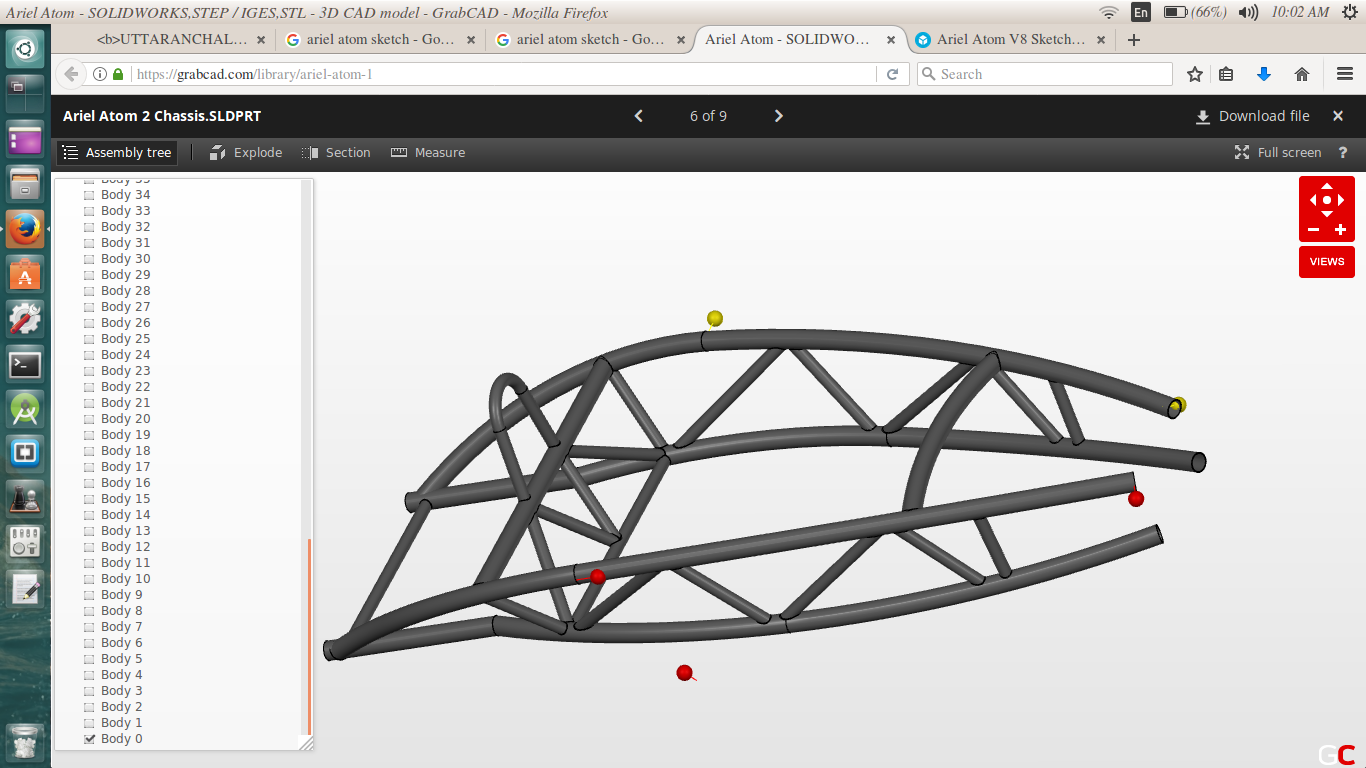 Ariel Atom - SOLIDWORKS,STEP / IGES,STL - 3D CAD model - GrabCAD - Mozilla Firefox
En (66%) 10:02 AM
<b>UTTARANCHAL... ariel atom sketch - Go... ariel atom sketch - Go... Ariel Atom - SOLIDWO... Ariel Atom V8 Sketch...
https://grabcad.com/library/ariel-atom-1 Search
Ariel Atom 2 Chassis.SLDPRT 6 of 9 Download file
Assembly tree Explode Section Measure Full screen ?
Body 34
Body 33
Body 32
Body 31
Body 30
Body 29
Body 28
Body 27
Body 26
Body 25
Body 24
Body 23
Body 22
Body 21
Body 20
Body 19
Body 18
Body 17
Body 16
Body 15
Body 14
Body 13
Body 12
Body 11
Body 10
Body 9
Body 8
Body 7
Body 6
Body 5
Body 4
Body 3
Body 2
Body 1
Body 0
VIEWS
GC